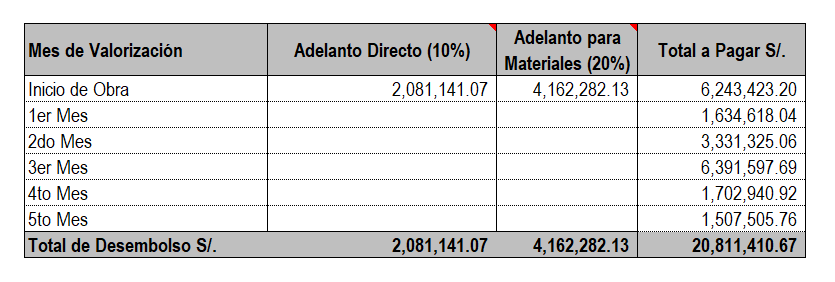 Mes de Valorización Adelanto Directo (10%) Adelanto para Materiales (20%) Total a Pagar S/.
Inicio de Obra 2,081,141.07 4,162,282.13 6,243,423.20
1er Mes 1,634,618.04
2do Mes 3,331,325.06
3er Mes 6,391,597.69
4to Mes 1,702,940.92
5to Mes 1,507,505.76
Total de Desembolso S/. 2,081,141.07 4,162,282.13 20,811,410.67